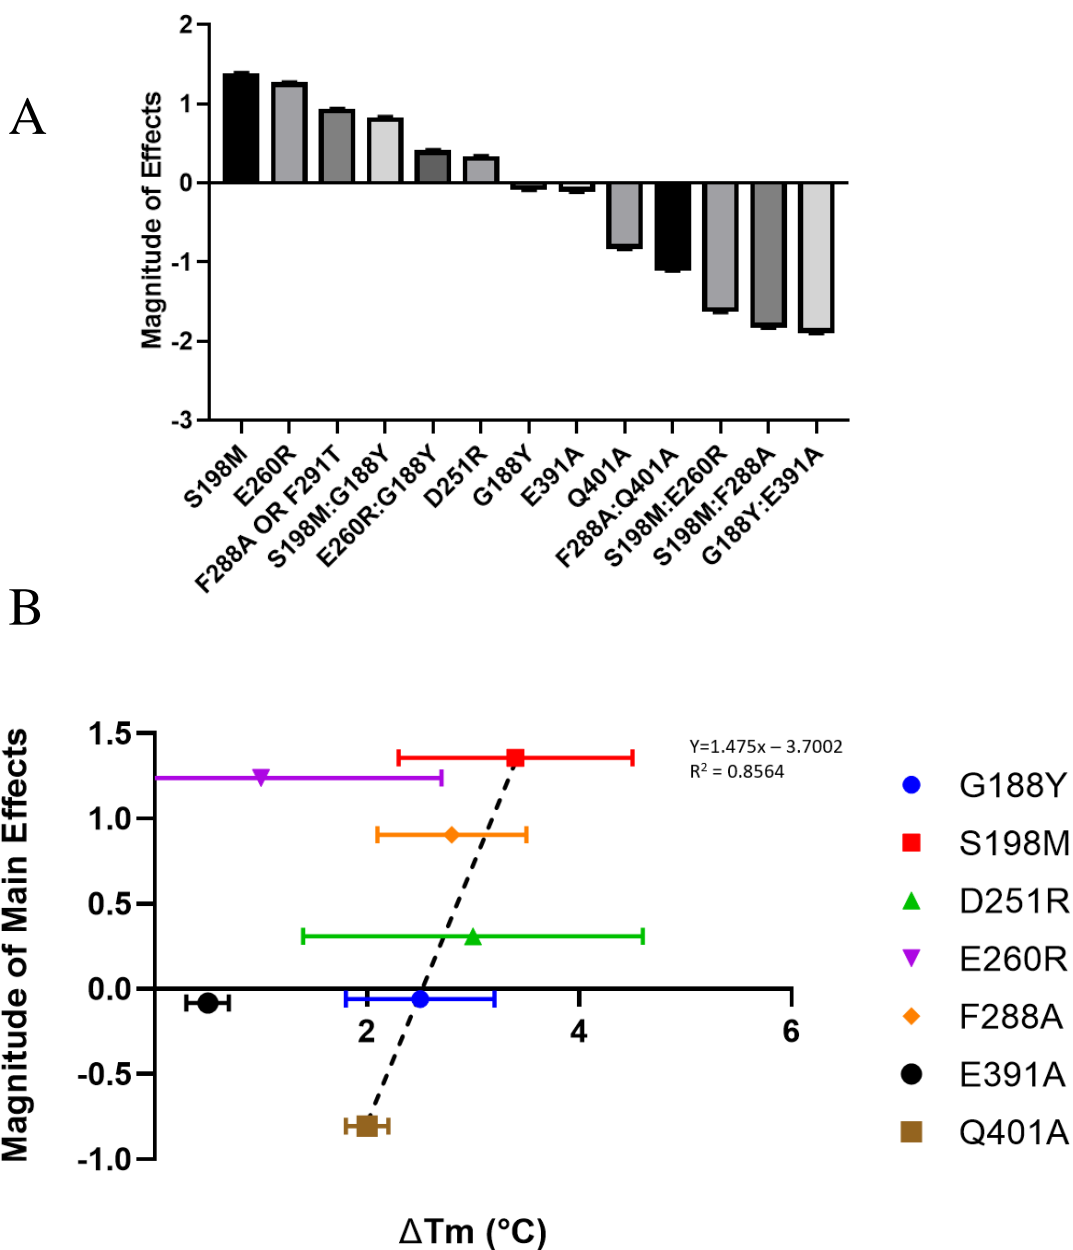 A
Magnitude of Effects
2
1
0
-1
-2
-3
S198M
E260R
F288A OR F291T
S198M:G188Y
E260R:G188Y
D251R
G188Y
E391A
Q401A
F288A:Q401A
S198M:E260R
S198M:F288A
G188Y:E391A
B
Magnitude of Main Effects
1.5
1.0
0.5
0.0
-0.5
-1.0
2
4
6
Y=1.475x – 3.7002
R² = 0.8564
G188Y
S198M
D251R
E260R
F288A
E391A
Q401A
ΔTm (°C)